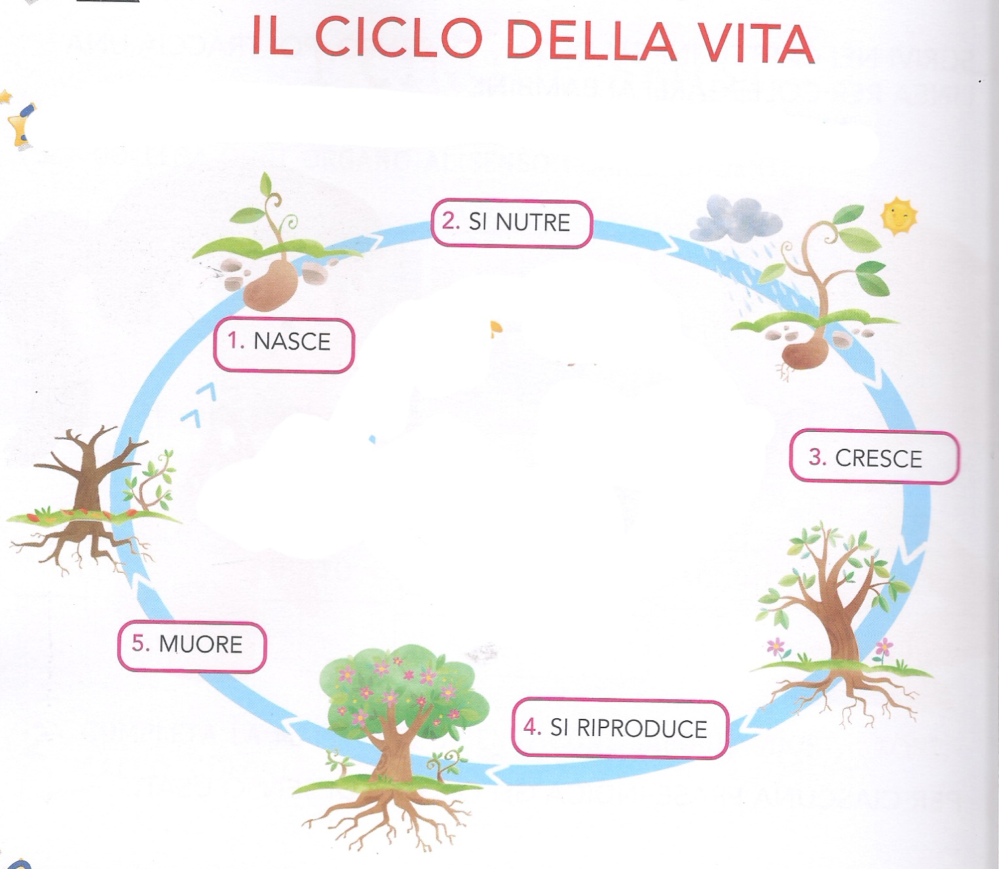 IL CICLO DELLA VITA
1. NASCE
2. SI NUTRE
3. CRESCE
4. SI RIPRODUCE
5. MUORE